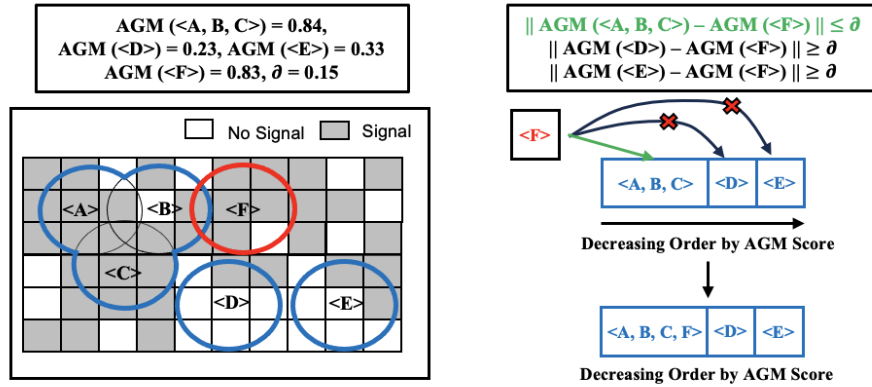 AGM (<A, B, C>) = 0.84,
AGM (<D>) = 0.23, AGM (<E>) = 0.33
AGM (<F>) = 0.83, ∂ = 0.15
No Signal
Signal
<A>
<B>
<F>
<C>
<D>
<E>
|| AGM (<A, B, C>) – AGM (<F>) || ≤ ∂
|| AGM (<D>) – AGM (<F>) || ≥ ∂
|| AGM (<E>) – AGM (<F>) || ≥ ∂
<F>
<A, B, C> <D> <E>
Decreasing Order by AGM Score
<A, B, C, F> <D> <E>
Decreasing Order by AGM Score